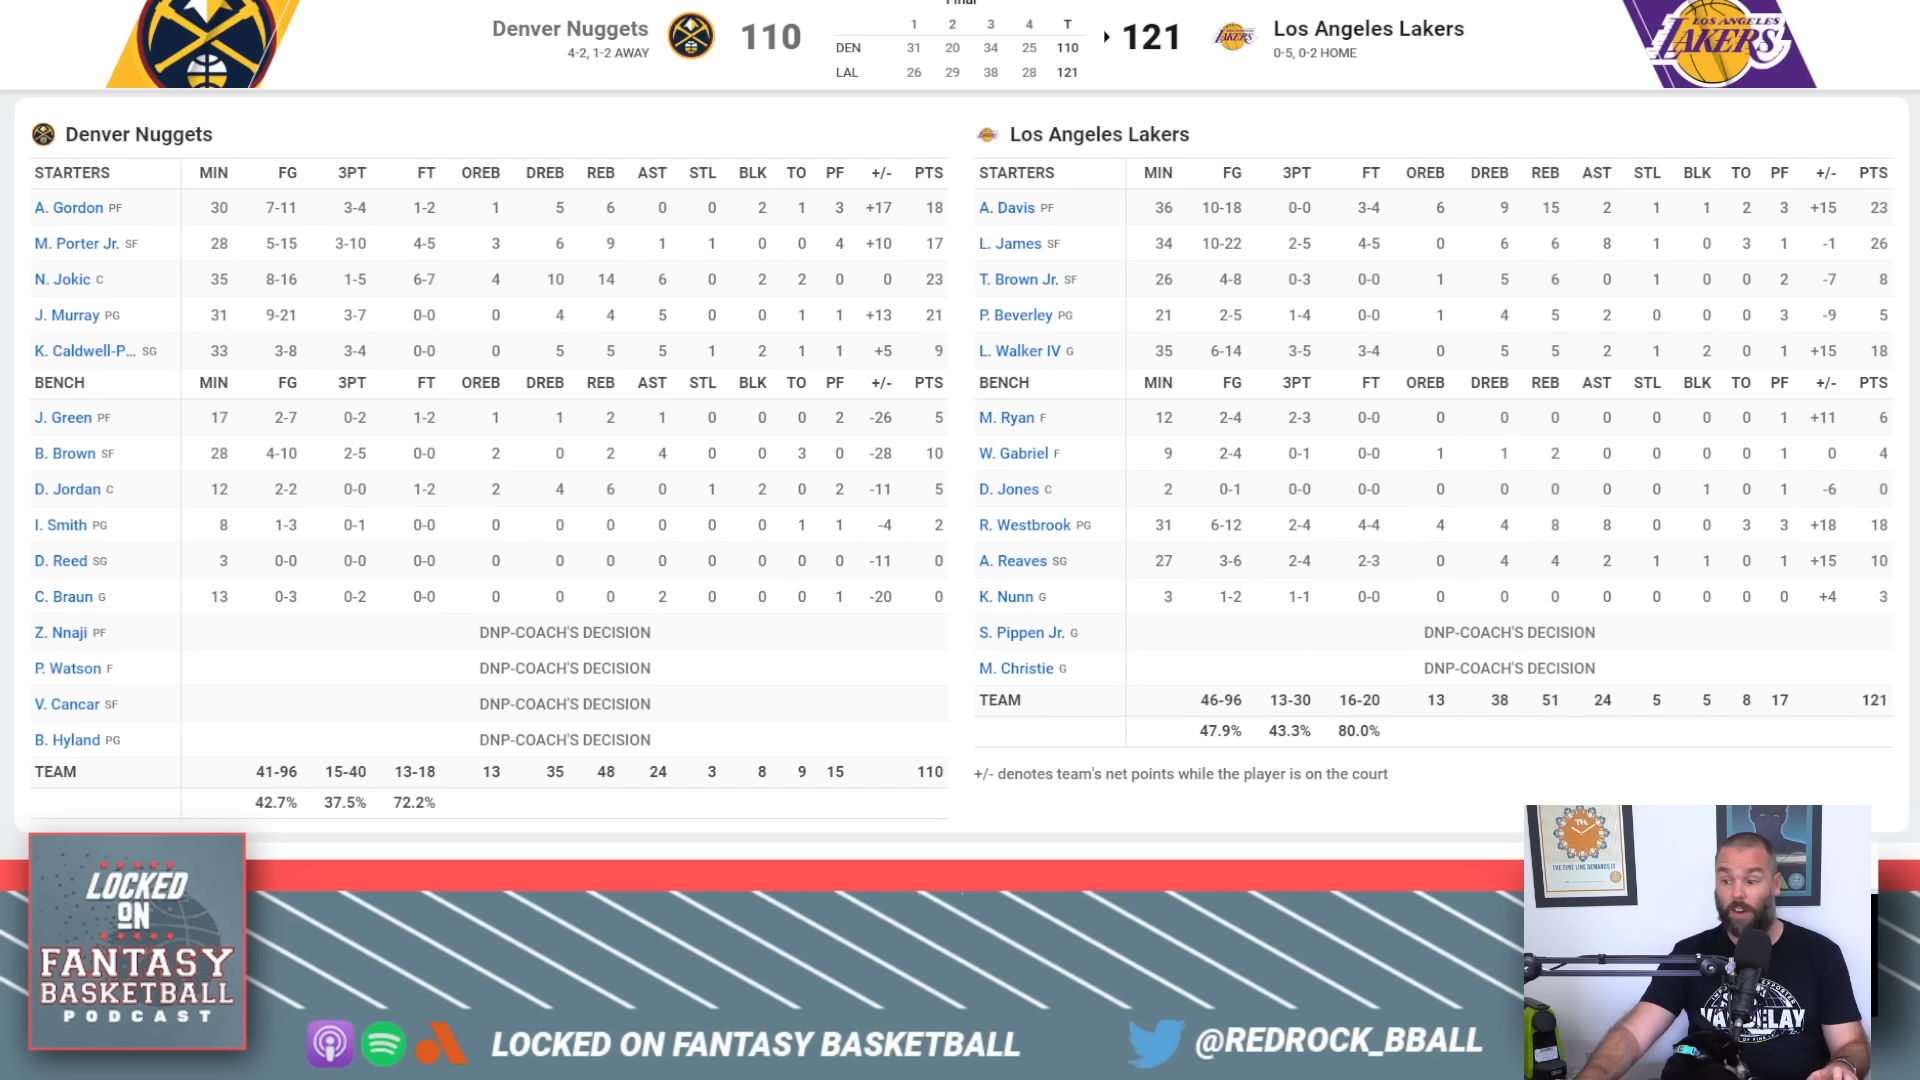 Denver Nuggets
4-2, 1-2 AWAY
110
Final
1 2 3 4 T
DEN 31 20 34 25 110
LAL 26 29 38 28 121
121
Los Angeles Lakers
0-5, 0-2 HOME
LOS ANGELES
LAKERS
Denver Nuggets
STARTERS MIN FG 3PT FT OREB DREB REB AST STL BLK TO PF +/- PTS
A. Gordon PF 30 7-11 3-4 1-2 1 5 6 0 0 2 1 3 +17 18
M. Porter Jr. SF 28 5-15 3-10 4-5 3 6 9 1 1 0 0 4 +10 17
N. Jokic C 35 8-16 1-5 6-7 4 10 14 6 0 2 2 0 0 23
J. Murray PG 31 9-21 3-7 0-0 0 4 4 5 0 0 1 1 +13 21
K. Caldwell-P... SG 33 3-8 3-4 0-0 0 5 5 5 1 2 1 1 +5 9
BENCH MIN FG 3PT FT OREB DREB REB AST STL BLK TO PF +/- PTS
J. Green PF 17 2-7 0-2 1-2 1 1 2 1 0 0 0 2 -26 5
B. Brown SF 28 4-10 2-5 0-0 2 0 2 4 0 0 3 0 -28 10
D. Jordan C 12 2-2 0-0 1-2 2 4 6 0 1 2 0 2 -11 5
I. Smith PG 8 1-3 0-1 0-0 0 0 0 0 0 0 1 1 -4 2
D. Reed SG 3 0-0 0-0 0-0 0 0 0 0 0 0 0 0 -11 0
C. Braun G 13 0-3 0-2 0-0 0 0 0 2 0 0 0 1 -20 0
Z. Nnaji PF DNP-COACH'S DECISION
P. Watson F DNP-COACH'S DECISION
V. Cancar SF DNP-COACH'S DECISION
B. Hyland PG DNP-COACH'S DECISION
TEAM 41-96 15-40 13-18 13 35 48 24 3 8 9 15 110
42.7% 37.5% 72.2%
Los Angeles Lakers
STARTERS MIN FG 3PT FT OREB DREB REB AST STL BLK TO PF +/- PTS
A. Davis PF 36 10-18 0-0 3-4 6 9 15 2 1 1 2 3 +15 23
L. James SF 34 10-22 2-5 4-5 0 6 6 8 1 0 3 1 -1 26
T. Brown Jr. SF 26 4-8 0-3 0-0 1 5 6 0 1 0 0 2 -7 8
P. Beverley PG 21 2-5 1-4 0-0 1 4 5 2 0 0 0 3 -9 5
L. Walker IV G 35 6-14 3-5 3-4 0 5 5 2 1 2 0 1 +15 18
BENCH MIN FG 3PT FT OREB DREB REB AST STL BLK TO PF +/- PTS
M. Ryan F 12 2-4 2-3 0-0 0 0 0 0 0 0 0 1 +11 6
W. Gabriel F 9 2-4 0-1 0-0 1 1 2 0 0 0 0 1 0 4
D. Jones C 2 0-1 0-0 0-0 0 0 0 0 0 1 0 1 -6 0
R. Westbrook PG 31 6-12 2-4 4-4 4 4 8 8 0 0 3 3 +18 18
A. Reaves SG 27 3-6 2-4 2-3 0 4 4 2 1 1 0 1 +15 10
K. Nunn G 3 1-2 1-1 0-0 0 0 0 0 0 0 0 0 +4 3
S. Pippen Jr. G DNP-COACH'S DECISION
M. Christie G DNP-COACH'S DECISION
TEAM 46-96 13-30 16-20 13 38 51 24 5 5 8 17 121
47.9% 43.3% 80.0%
+/- denotes team's net points while the player is on the court
LOCKED
ON
FANTASY
BASKETBALL
PODCAST
LOCKED ON FANTASY BASKETBALL
@REDROCK_BBALL